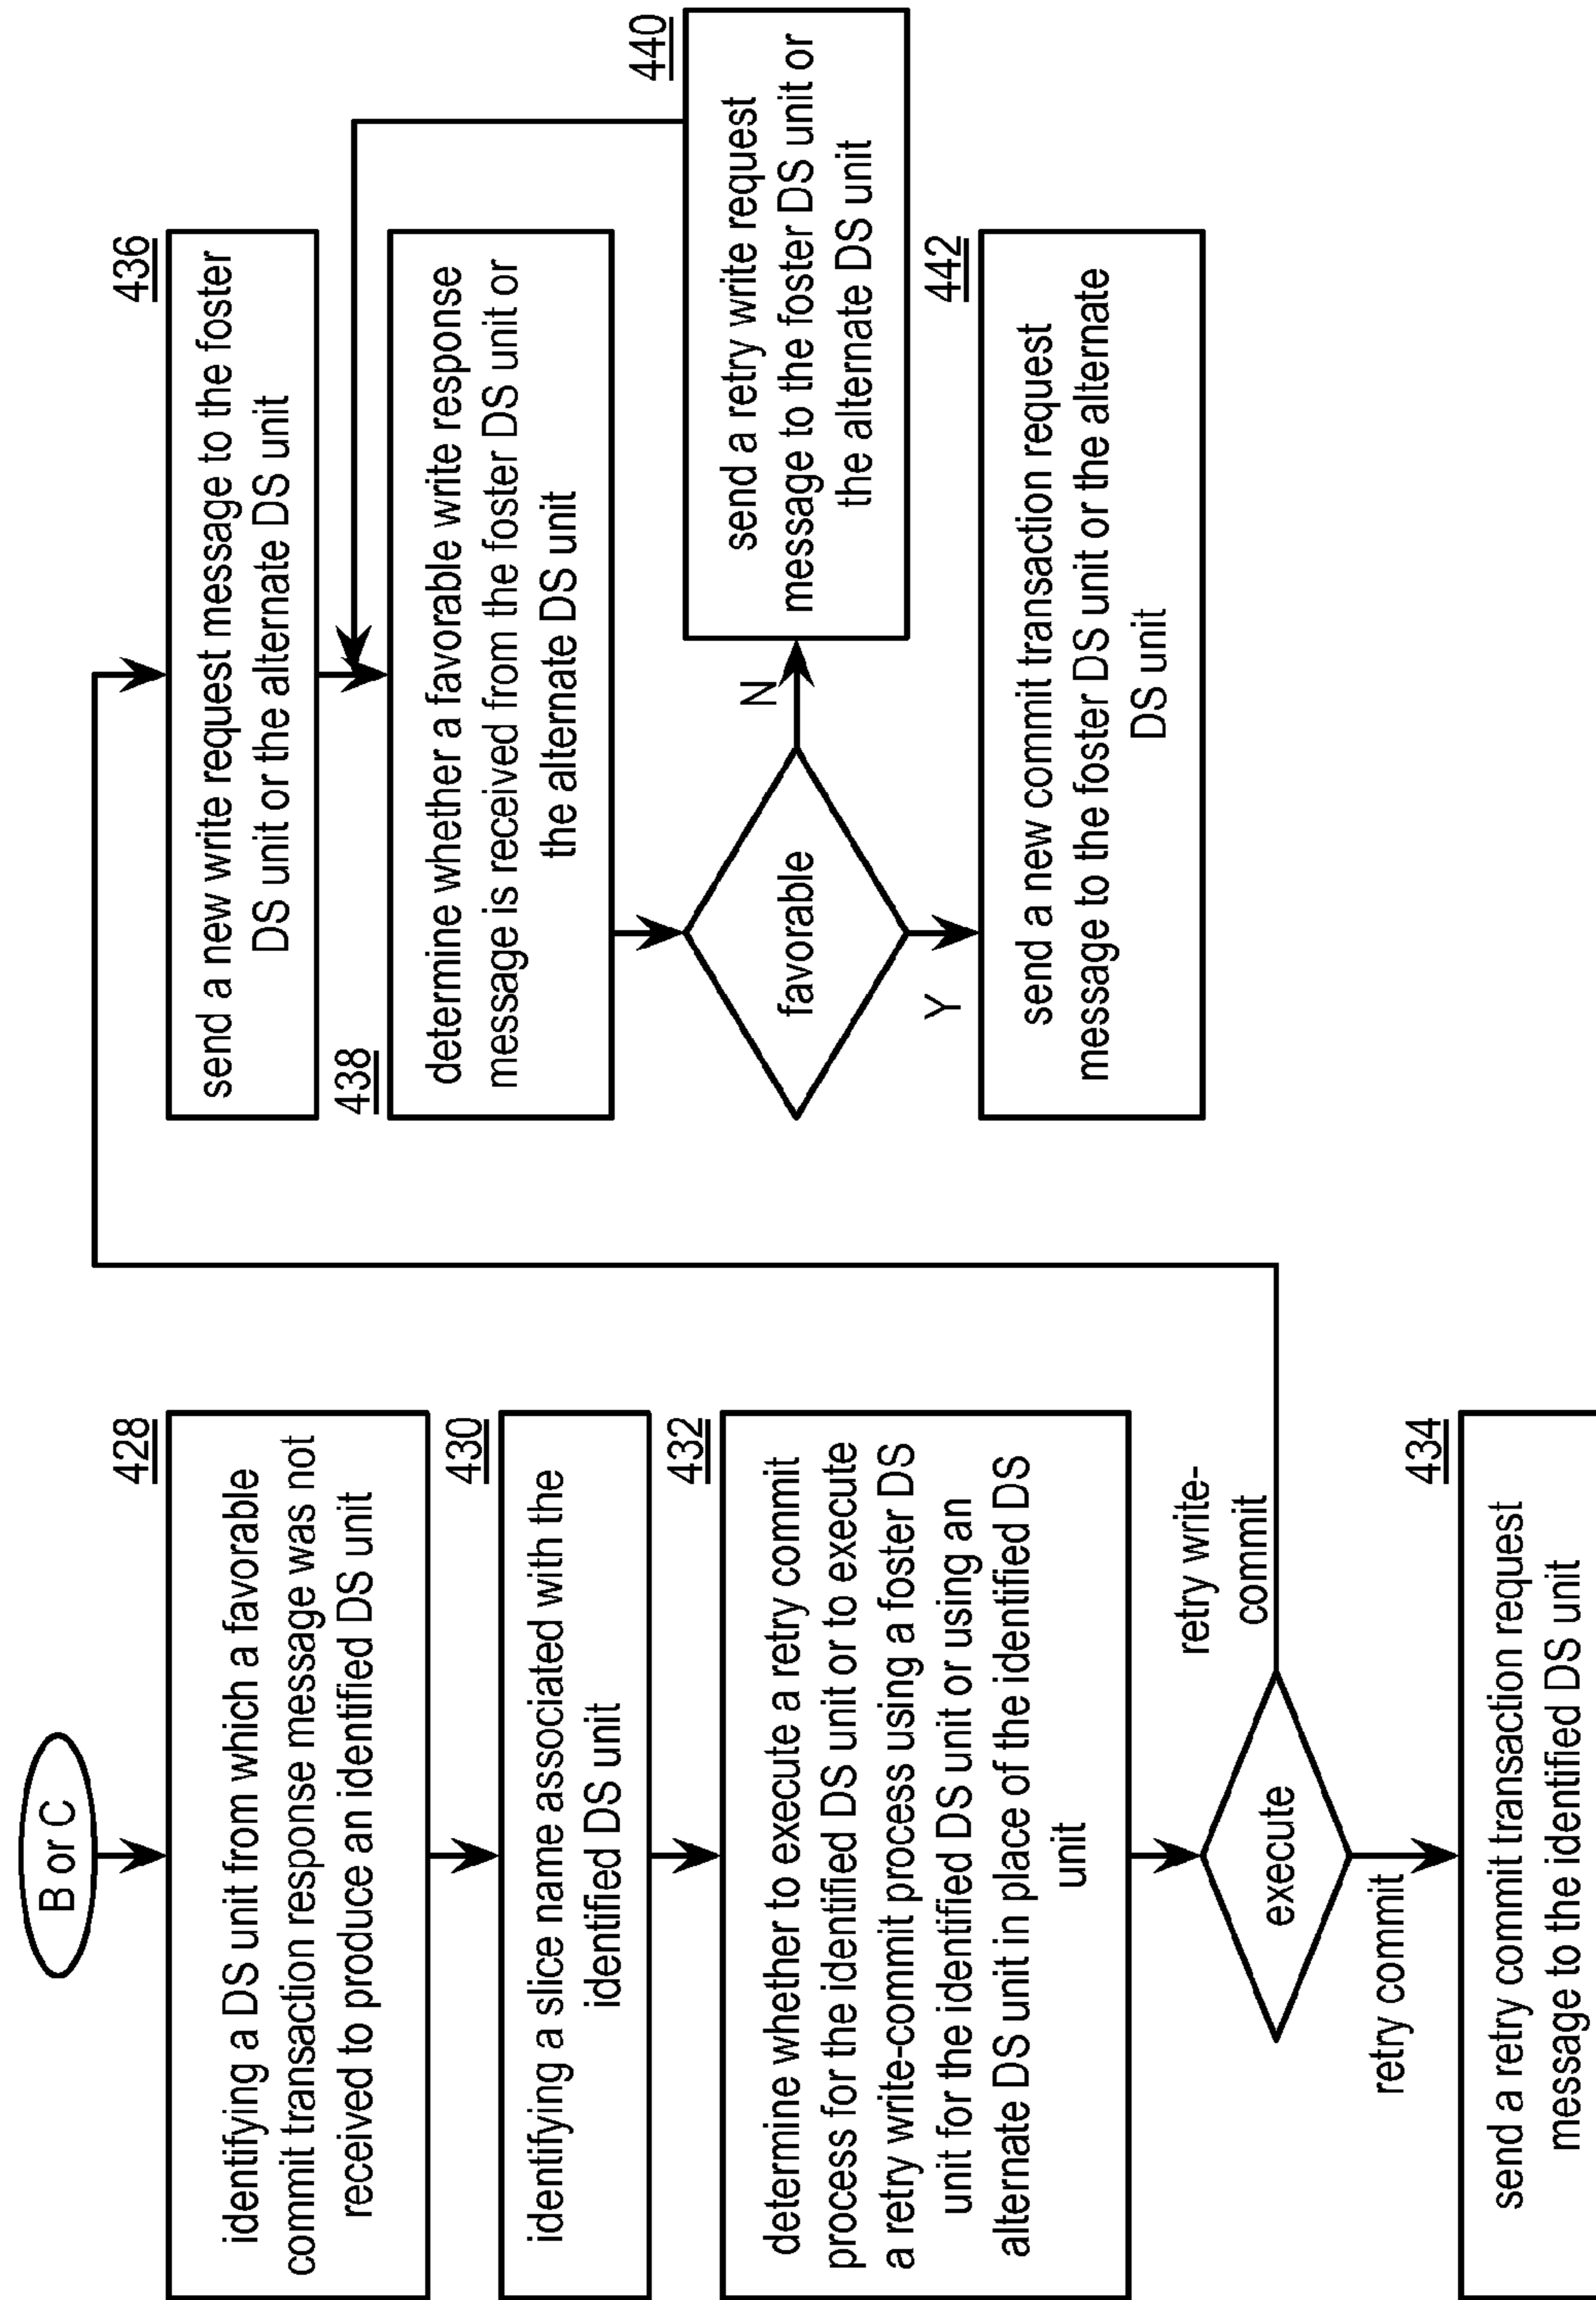 B or C
428
identifying a DS unit from which a favorable
commit transaction response message was not
received to produce an identified DS unit
430
identifying a slice name associated with the
identified DS unit
432
determine whether to execute a retry commit
process for the identified DS unit or to execute
a retry write-commit process using a foster DS
unit for the identified DS unit or using an
alternate DS unit in place of the identified DS
unit
execute
retry write-
commit
retry commit
434
send a retry commit transaction request
message to the identified DS unit
436
send a new write request message to the foster
DS unit or the alternate DS unit
438
determine whether a favorable write response
message is received from the foster DS unit or
the alternate DS unit
favorable
N
Y
440
send a retry write request
message to the foster DS unit or
the alternate DS unit
442
send a new commit transaction request
message to the foster DS unit or the alternate
DS unit